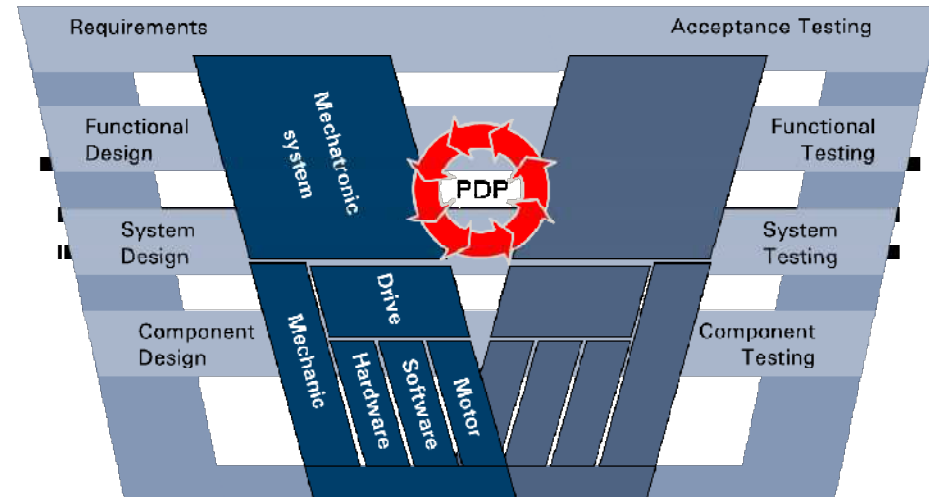 Requirements
Acceptance Testing
Mechatronic
system
Functional
Design
PDP
Functional
Testing
System
Design
System
Testing
Drive
Mechanic
Component
Design
Hardware
Software
Motor
Component
Testing